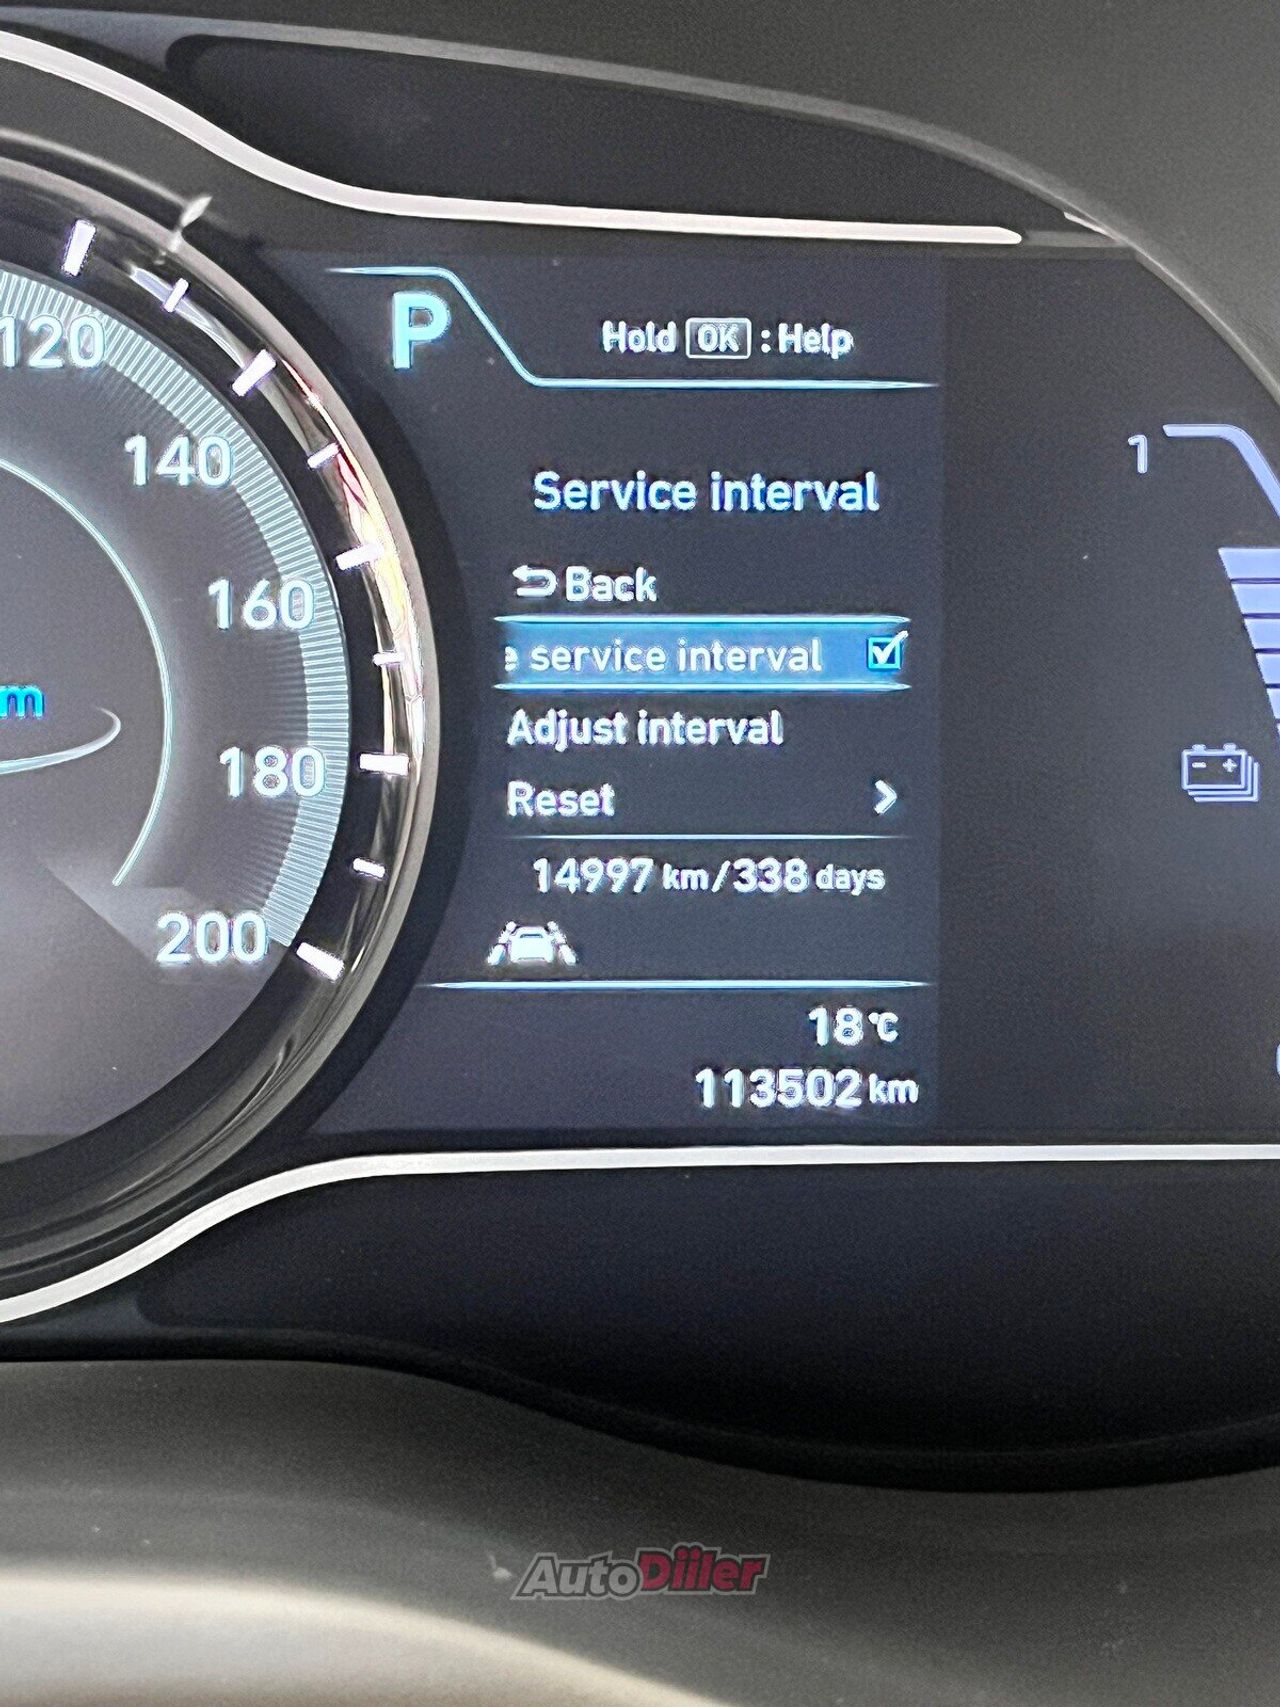 120
140
160
180
200
m
P
Hold OK : Help
Service interval
Back
e service interval
Adjust interval
Reset
14997 km/338 days
18°C
113502 km
1
AutoDiiler